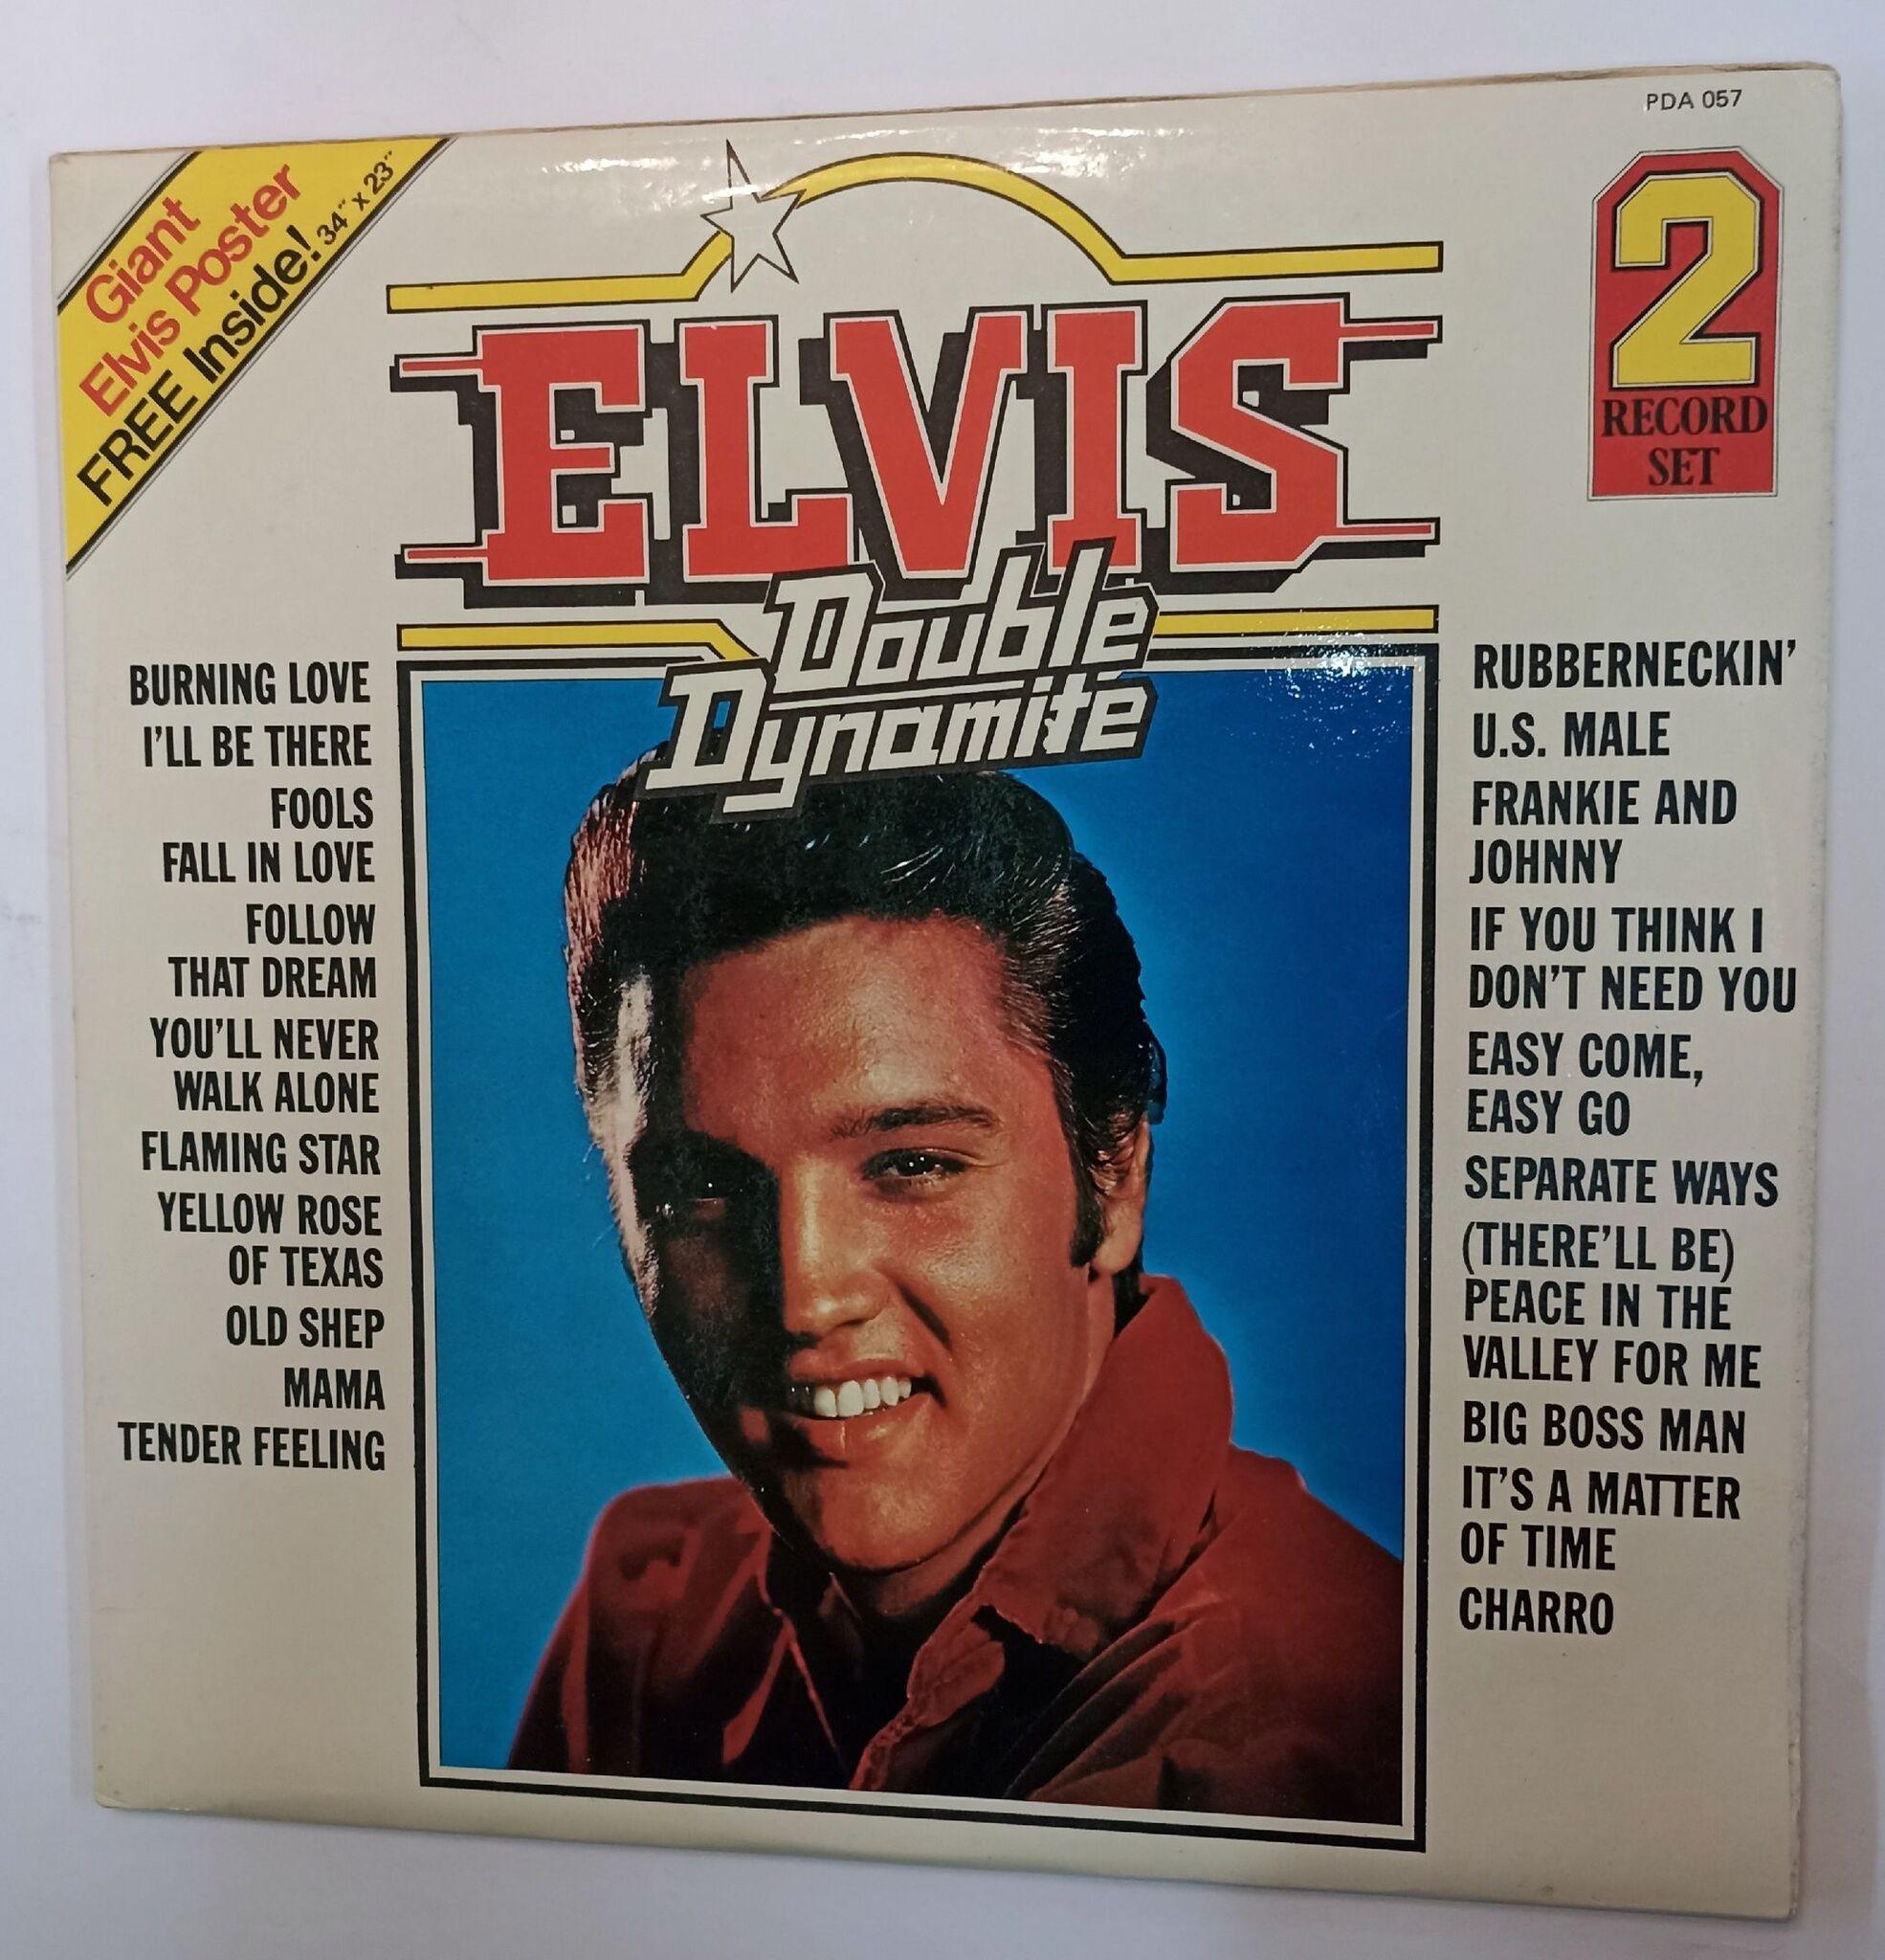 PDA 057
Giant
Elvis Poster
FREE Inside! 34" x 23"
2
RECORD
SET
ELVIS
Double
Dynamite
BURNING LOVE
I'LL BE THERE
FOOLS
FALL IN LOVE
FOLLOW
THAT DREAM
YOU'LL NEVER
WALK ALONE
FLAMING STAR
YELLOW ROSE
OF TEXAS
OLD SHEP
MAMA
TENDER FEELING
RUBBERNECKIN'
U.S. MALE
FRANKIE AND
JOHNNY
IF YOU THINK I
DON'T NEED YOU
EASY COME,
EASY GO
SEPARATE WAYS
(THERE'LL BE)
PEACE IN THE
VALLEY FOR ME
BIG BOSS MAN
IT'S A MATTER
OF TIME
CHARRO